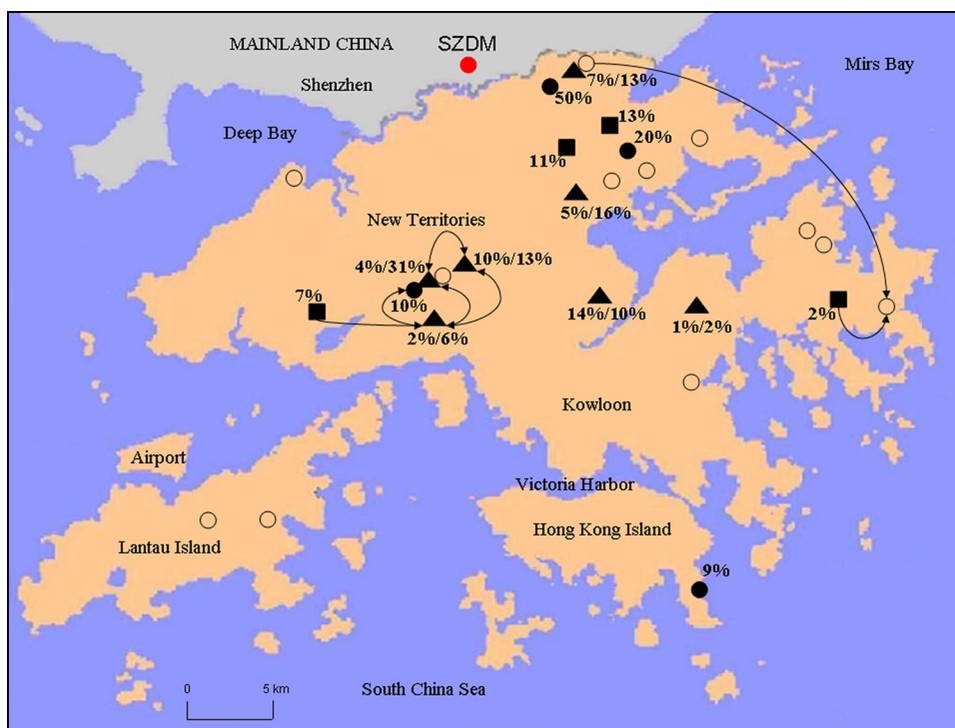 MAINLAND CHINA
SZDM
Mirs Bay
Shenzhen
7%/13%
50%
13%
Deep Bay
20%
11%
5%/16%
New Territories
10%/13%
4%/31%
7%
10%
14%/10%
2%
1%/2%
2%/6%
Kowloon
Airport
Victoria Harbor
Hong Kong Island
Lantau Island
9%
0
5 km
South China Sea